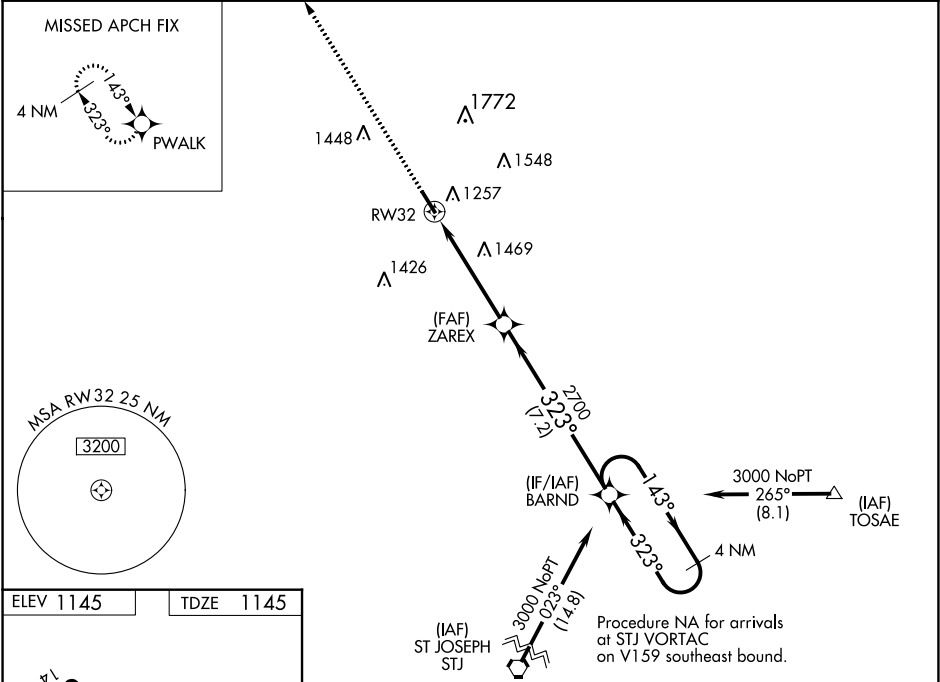 MISSED APCH FIX
4 NM
143°
323°
PWALK
1772
1448
1548
1257
RW32
1469
1426
(FAF)
ZAREX
2700
323°
(7.2)
MSA RW32 25 NM
3200
(IF/IAF)
BARND
143°
323°
4 NM
3000 NoPT
265°
(8.1)
(IAF)
TOSAE
3000 NoPT
023°
(14.8)
(IAF)
ST JOSEPH
STJ
Procedure NA for arrivals
at STJ VORTAC
on V159 southeast bound.
ELEV 1145
TDZE 1145